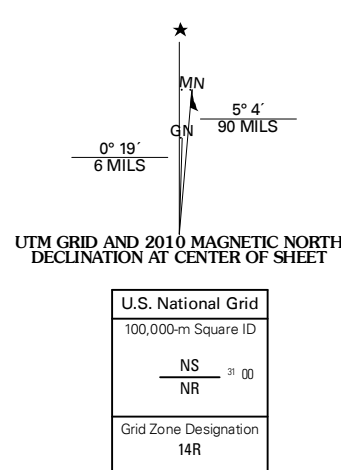 ★
MN
GN
5° 4´
90 MILS
0° 19´
6 MILS
UTM GRID AND 2010 MAGNETIC NORTH
DECLINATION AT CENTER OF SHEET
U.S. National Grid
100,000-m Square ID
NS
31 00
NR
Grid Zone Designation
14R